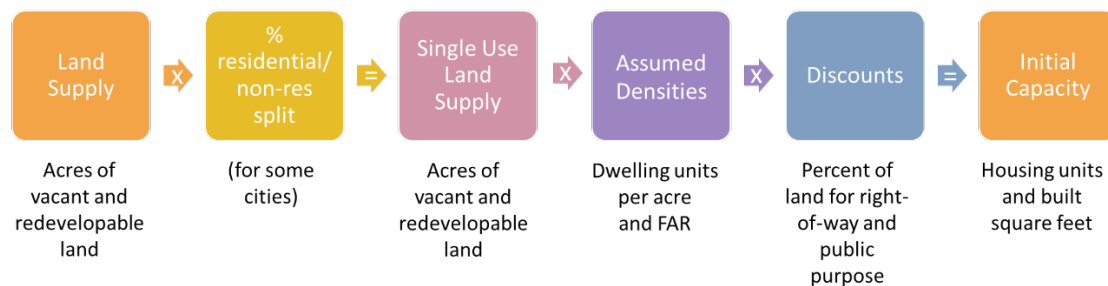 Land
Supply
x
%
residential/
non-res
split
=
Single Use
Land
Supply
x
Assumed
Densities
x
Discounts
=
Initial
Capacity
Acres of
vacant and
redevelopable
land
(for some
cities)
Acres of
vacant and
redevelopable
land
Dwelling units
per acre
and FAR
Percent of
land for right-
of-way and
public
purpose
Housing units
and built
square feet